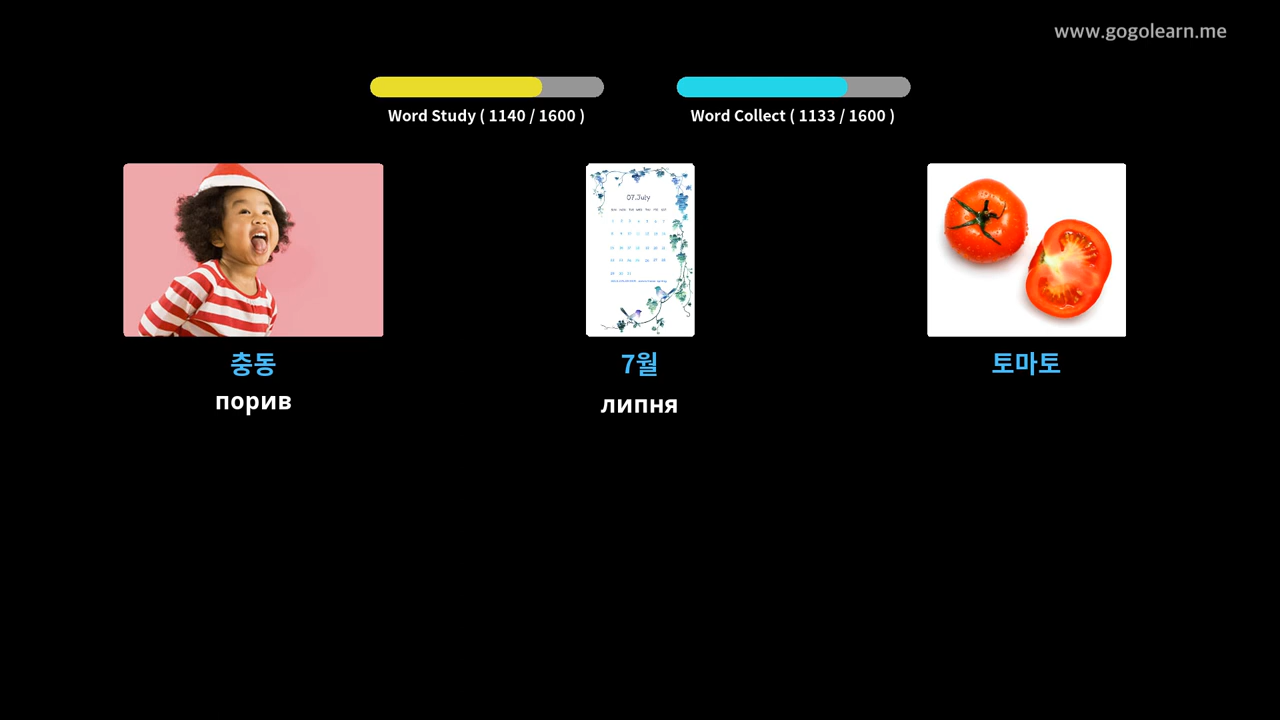 www.gogolearn.me
Word Study ( 1140 / 1600 )
Word Collect ( 1133 / 1600 )
07.July
충동
7월
토마토
порив
липня